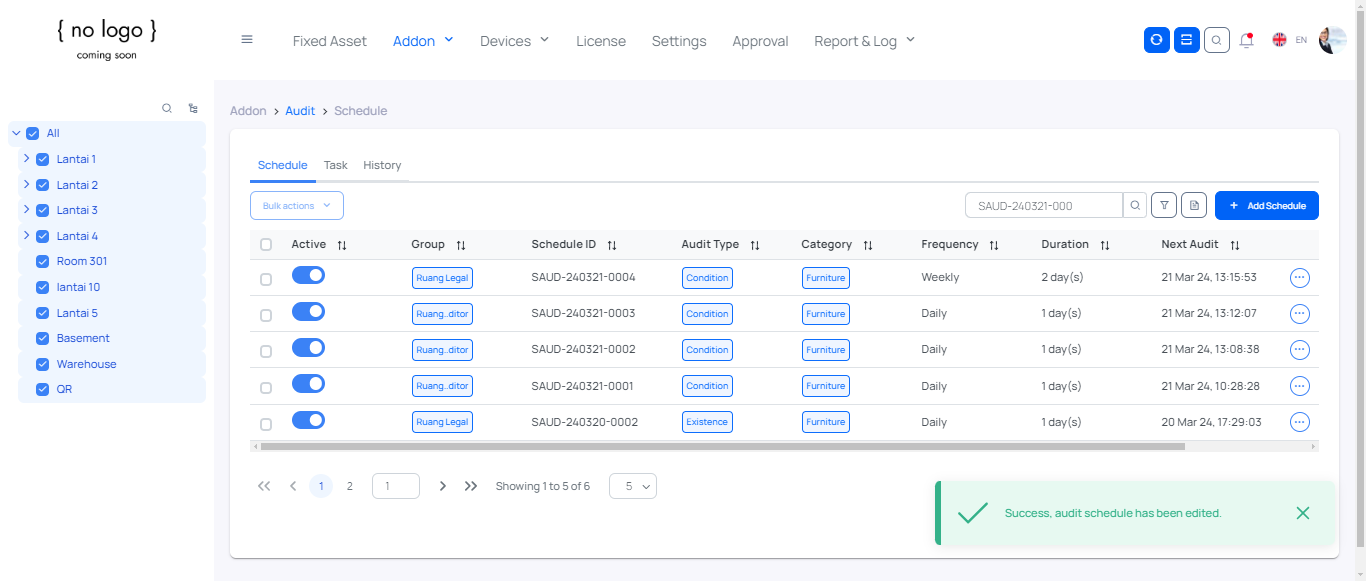 { no logo }
coming soon
Fixed Asset Addon Devices License Settings Approval Report & Log EN
All
Lantai 1
Lantai 2
Lantai 3
Lantai 4
Room 301
lantai 10
Lantai 5
Basement
Warehouse
QR
Addon > Audit > Schedule
Schedule Task History
Bulk actions SAUD-240321-000 + Add Schedule
Active Group Schedule ID Audit Type Category Frequency Duration Next Audit
Ruang Legal SAUD-240321-0004 Condition Furniture Weekly 2 day(s) 21 Mar 24, 13:15:53
Ruang...ditor SAUD-240321-0003 Condition Furniture Daily 1 day(s) 21 Mar 24, 13:12:07
Ruang...ditor SAUD-240321-0002 Condition Furniture Daily 1 day(s) 21 Mar 24, 13:08:38
Ruang...ditor SAUD-240321-0001 Condition Furniture Daily 1 day(s) 21 Mar 24, 10:28:28
Ruang Legal SAUD-240320-0002 Existence Furniture Daily 1 day(s) 20 Mar 24, 17:29:03
1 2 1 Showing 1 to 5 of 6 5
Success, audit schedule has been edited.